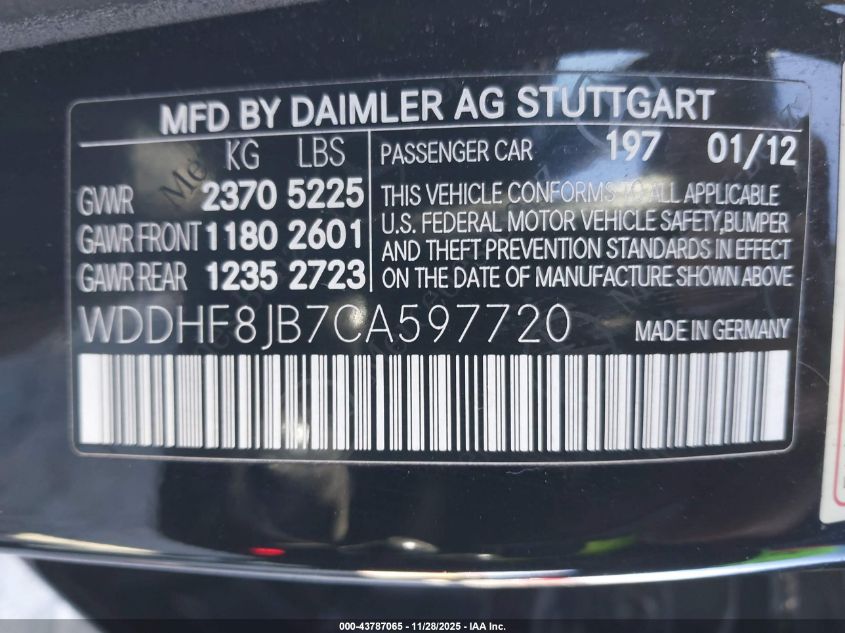 MFD BY DAIMLER AG STUTTGART
KG LBS
GVWR 2370 5225
GAWR FRONT 1180 2601
GAWR REAR 1235 2723
PASSENGER CAR 197 01/12
THIS VEHICLE CONFORMS TO ALL APPLICABLE
U.S. FEDERAL MOTOR VEHICLE SAFETY,BUMPER
AND THEFT PREVENTION STANDARDS IN EFFECT
ON THE DATE OF MANUFACTURE SHOWN ABOVE
WDDHF8JB7CA597720 MADE IN GERMANY
000-43787065 - 11/28/2025 - IAA Inc.